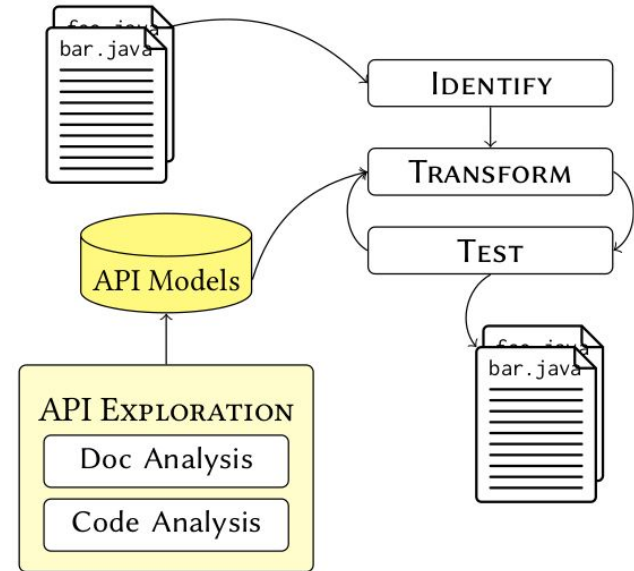 bar.java
IDENTIFY
TRANSFORM
TEST
API Models
API EXPLORATION
Doc Analysis
Code Analysis
bar.java